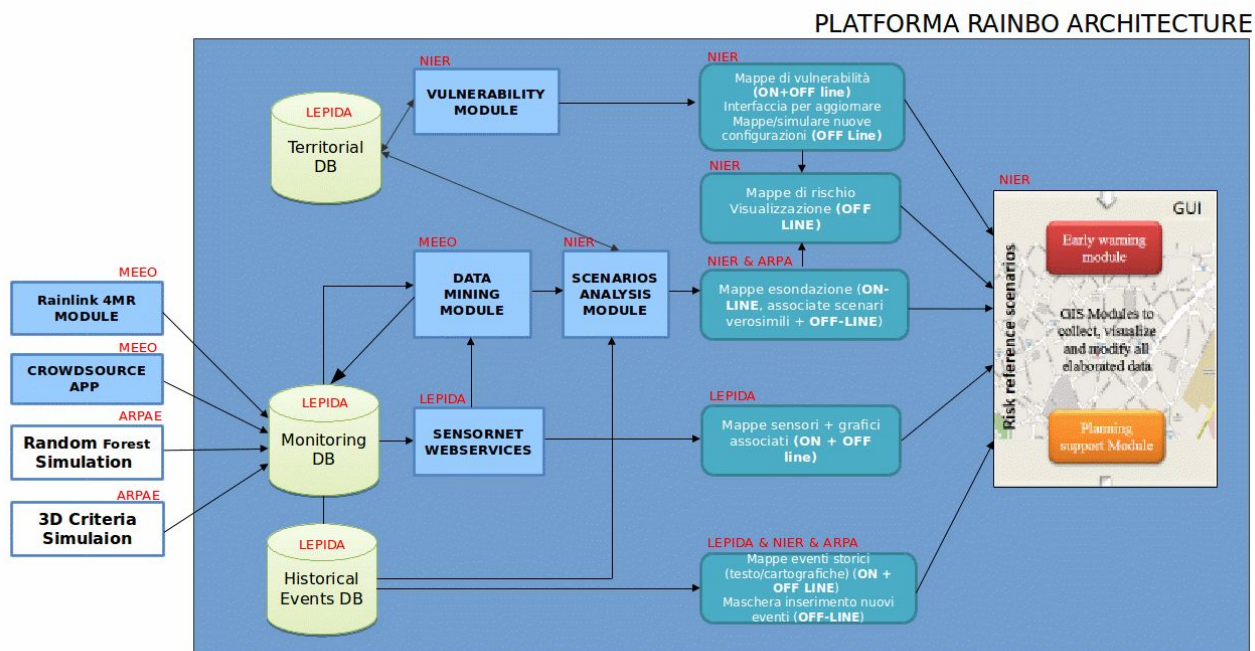 PLATFORMA RAINBO ARCHITECTURE
NIER
VULNERABILITY
MODULE
LEPIDA
Territorial
DB
NIER
Mappe di vulnerabilità
(ON+OFF line)
Interfaccia per aggiornare
Mappe/simulare nuove
configurazioni (OFF Line)
NIER
Mappe di rischio
Visualizzazione (OFF
LINE)
NIER
GUI
Early warning
module
GIS Modules to
collect, visualize
and modify all
elaborated data
Risk reference scenarios
Planning
support Module
MEEO
DATA
MINING
MODULE
NIER
SCENARIOS
ANALYSIS
MODULE
NIER & ARPA
Mappe esondazione (ON-
LINE, associate scenari
verosimili + OFF-LINE)
MEEO
Rainlink 4MR
MODULE
MEEO
CROWDSOURCE
APP
ARPAE
Random Forest
Simulation
ARPAE
3D Criteria
Simulaion
LEPIDA
Monitoring
DB
LEPIDA
SENSORNET
WEBSERVICES
LEPIDA
Mappe sensori + grafici
associati (ON + OFF
line)
LEPIDA
Historical
Events DB
LEPIDA & NIER & ARPA
Mappe eventi storici
(testo/cartografiche) (ON +
OFF LINE)
Maschera inserimento nuovi
eventi (OFF-LINE)